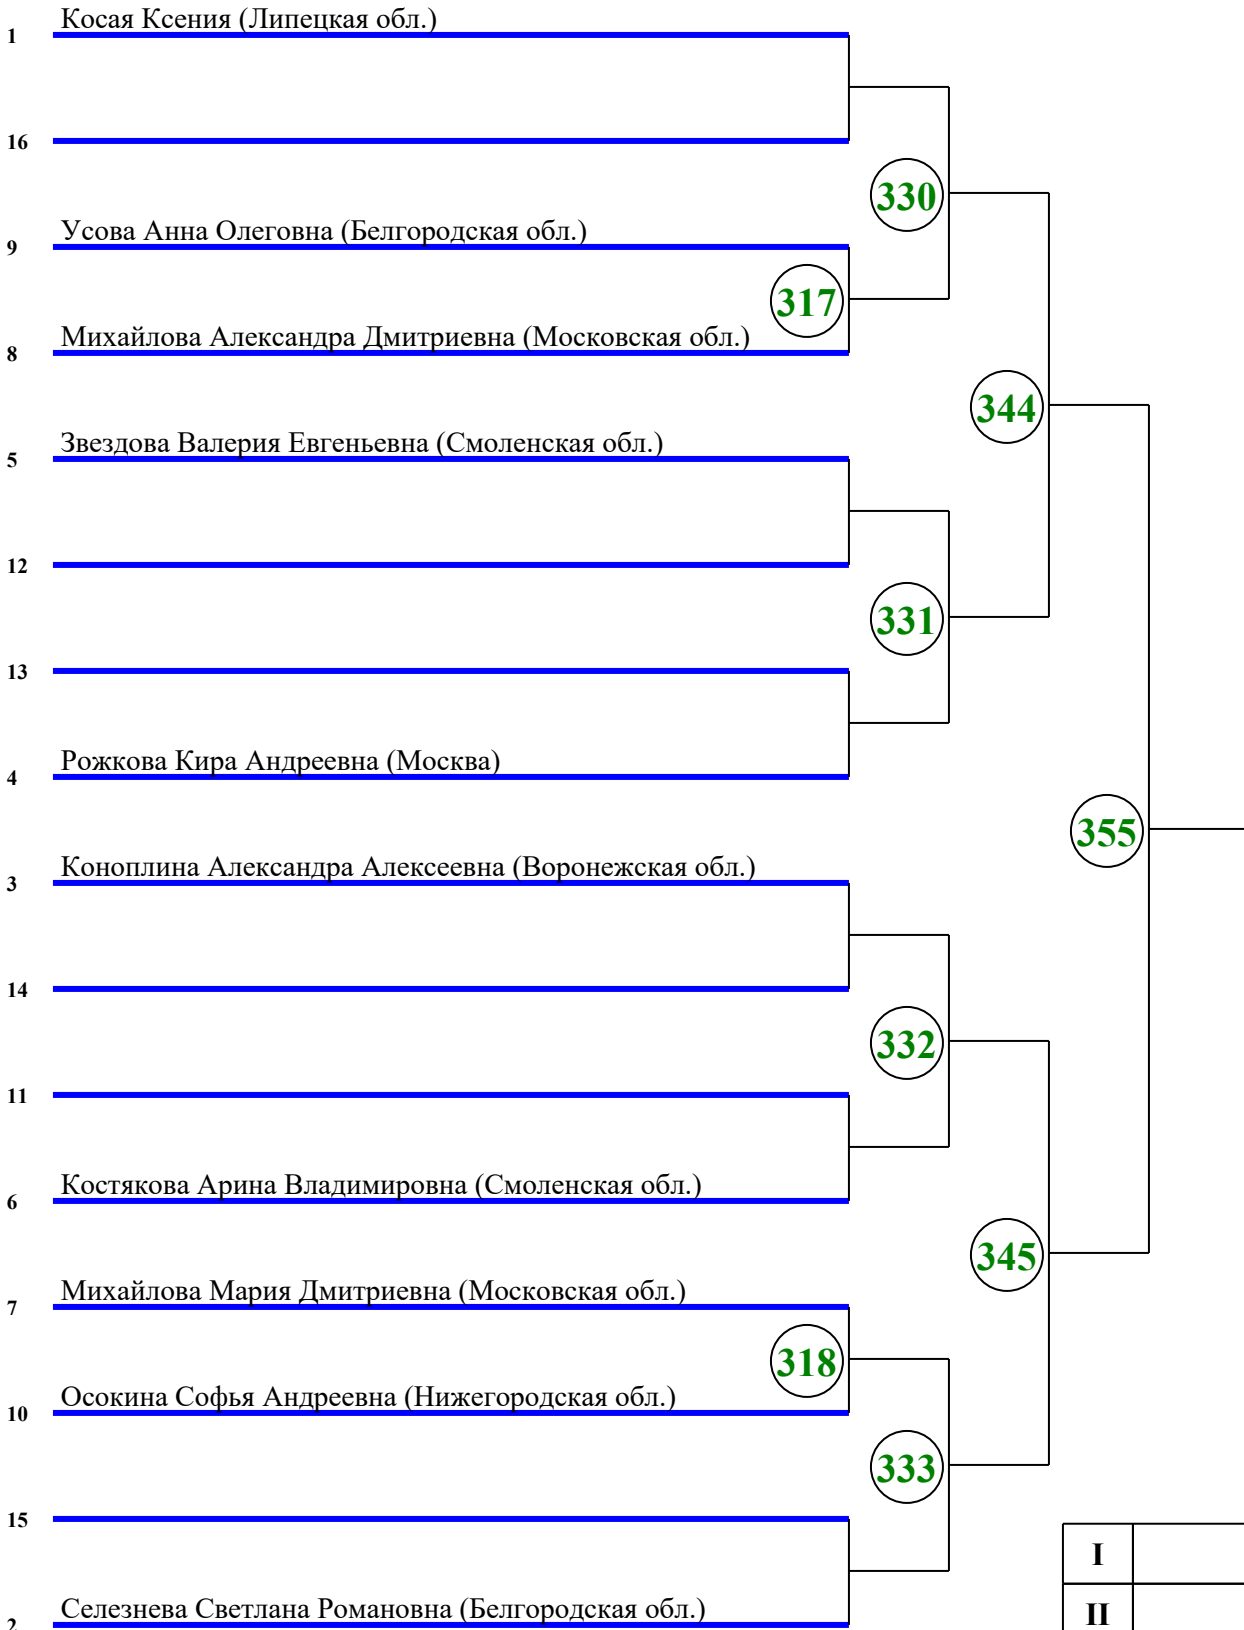 Косая Ксения (Липецкая обл.)
1
16
330
Усова Анна Олеговна (Белгородская обл.)
9
317
Михайлова Александра Дмитриевна (Московская обл.)
8
344
Звездова Валерия Евгеньевна (Смоленская обл.)
5
12
331
13
Рожкова Кира Андреевна (Москва)
4
355
Коноплина Александра Алексеевна (Воронежская обл.)
3
14
332
11
Костякова Арина Владимировна (Смоленская обл.)
6
345
Михайлова Мария Дмитриевна (Московская обл.)
7
318
Осокина Софья Андреевна (Нижегородская обл.)
10
333
15
I
Селезнева Светлана Романовна (Белгородская обл.)
2
II